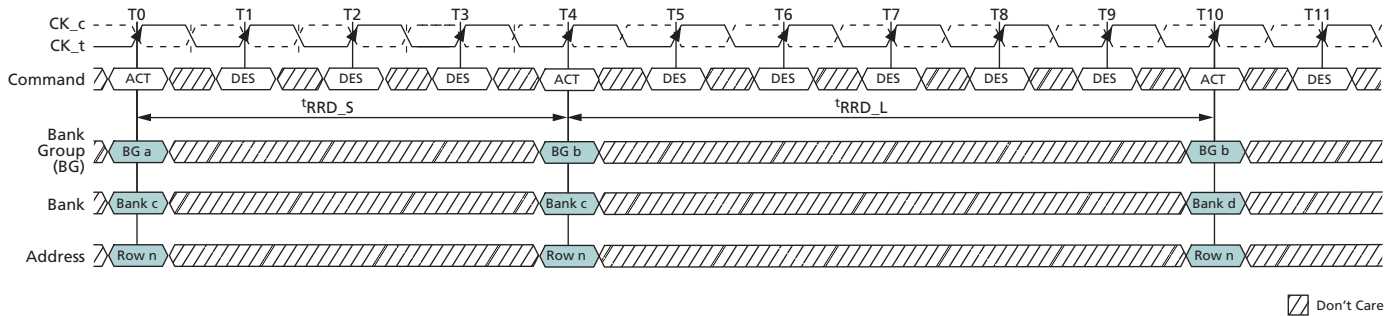 T0 T1 T2 T3 T4 T5 T6 T7 T8 T9 T10 T11
CK_c
CK_t
Command ACT DES DES DES ACT DES DES DES DES DES ACT DES
tRRD_S tRRD_L
Bank
Group
(BG)
BG a BG b BG b
Bank Bank c Bank c Bank d
Address Row n Row n Row n
Don't Care